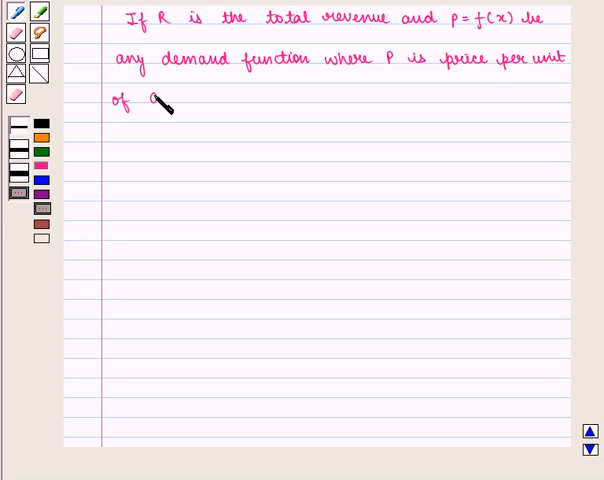 If R is the total revenue and p = f(x) be
any demand function where P is price per unit
of